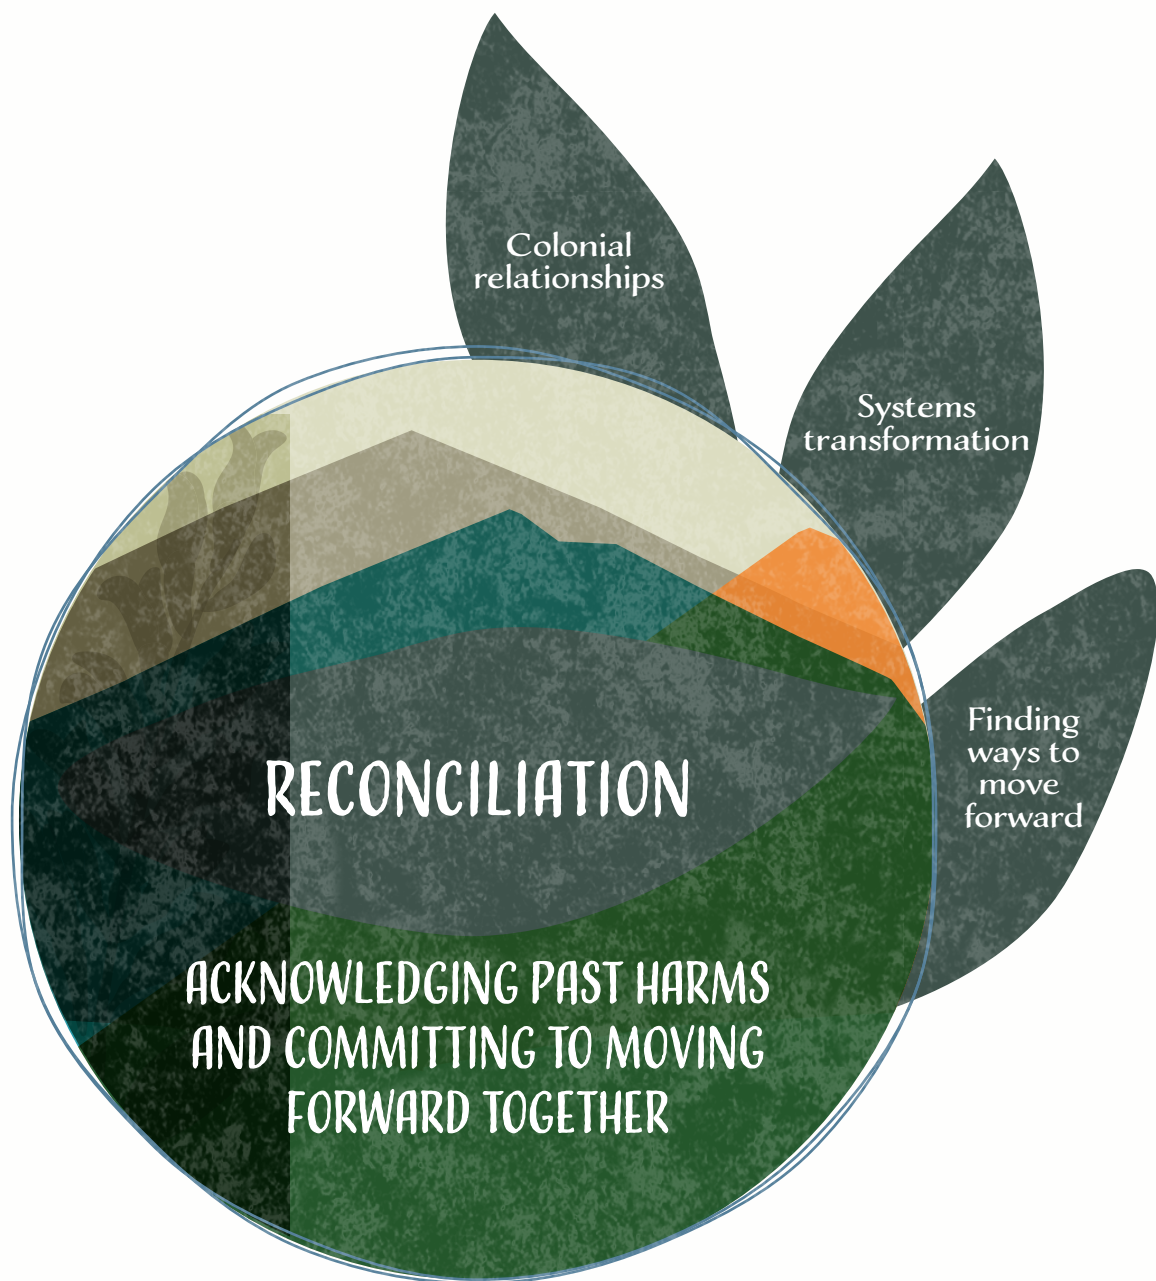 Colonial
relationships
Systems
transformation
Finding
ways to
move
forward
RECONCILIATION
ACKNOWLEDGING PAST HARMS
AND COMMITTING TO MOVING
FORWARD TOGETHER